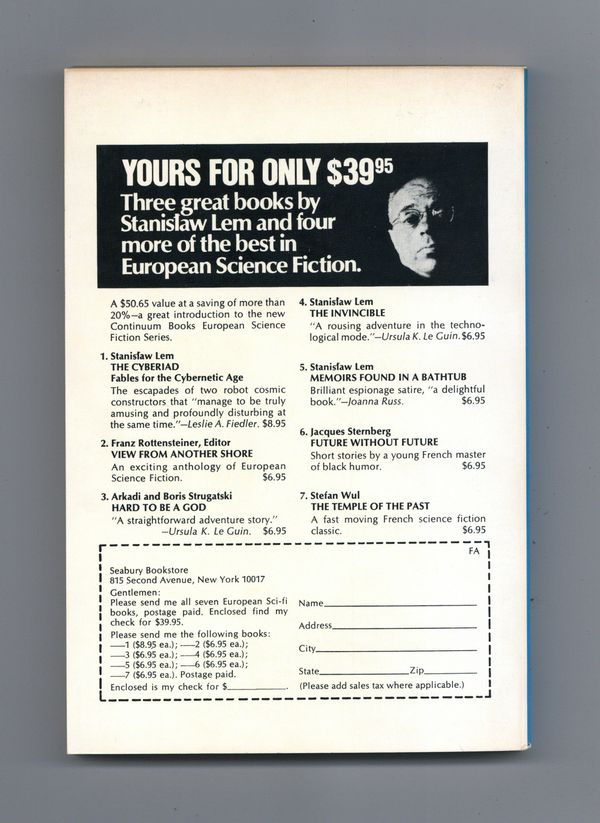 YOURS FOR ONLY $39⁹⁵
Three great books by
Stanisław Lem and four
more of the best in
European Science Fiction.
A $50.65 value at a saving of more than
20%—a great introduction to the new
Continuum Books European Science
Fiction Series.
1. Stanisław Lem
THE CYBERIAD
Fables for the Cybernetic Age
The escapades of two robot cosmic
constructors that "manage to be truly
amusing and profoundly disturbing at
the same time."—Leslie A. Fiedler. $8.95
2. Franz Rottensteiner, Editor
VIEW FROM ANOTHER SHORE
An exciting anthology of European
Science Fiction. $6.95
3. Arkadi and Boris Strugatski
HARD TO BE A GOD
"A straightforward adventure story."
—Ursula K. Le Guin. $6.95
4. Stanisław Lem
THE INVINCIBLE
"A rousing adventure in the techno-
logical mode."—Ursula K. Le Guin. $6.95
5. Stanisław Lem
MEMOIRS FOUND IN A BATHTUB
Brilliant espionage satire, "a delightful
book."—Joanna Russ. $6.95
6. Jacques Sternberg
FUTURE WITHOUT FUTURE
Short stories by a young French master
of black humor. $6.95
7. Stefan Wul
THE TEMPLE OF THE PAST
A fast moving French science fiction
classic. $6.95
FA
Seabury Bookstore
815 Second Avenue, New York 10017
Gentlemen:
Please send me all seven European Sci-fi
books, postage paid. Enclosed find my
check for $39.95.
Please send me the following books:
___1 ($8.95 ea.); ___2 ($6.95 ea.);
___3 ($6.95 ea.); ___4 ($6.95 ea.);
___5 ($6.95 ea.); ___6 ($6.95 ea.);
___7 ($6.95 ea.). Postage paid.
Enclosed is my check for $__________.
Name
Address
City
State__________Zip__________
(Please add sales tax where applicable.)